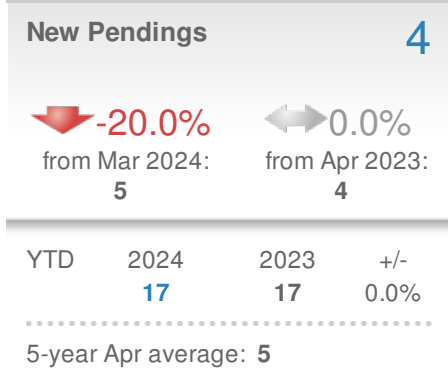 New Pendings 4
-20.0% 0.0%
from Mar 2024: from Apr 2023:
5 4
YTD 2024 2023 +/-
17 17 0.0%
5-year Apr average: 5